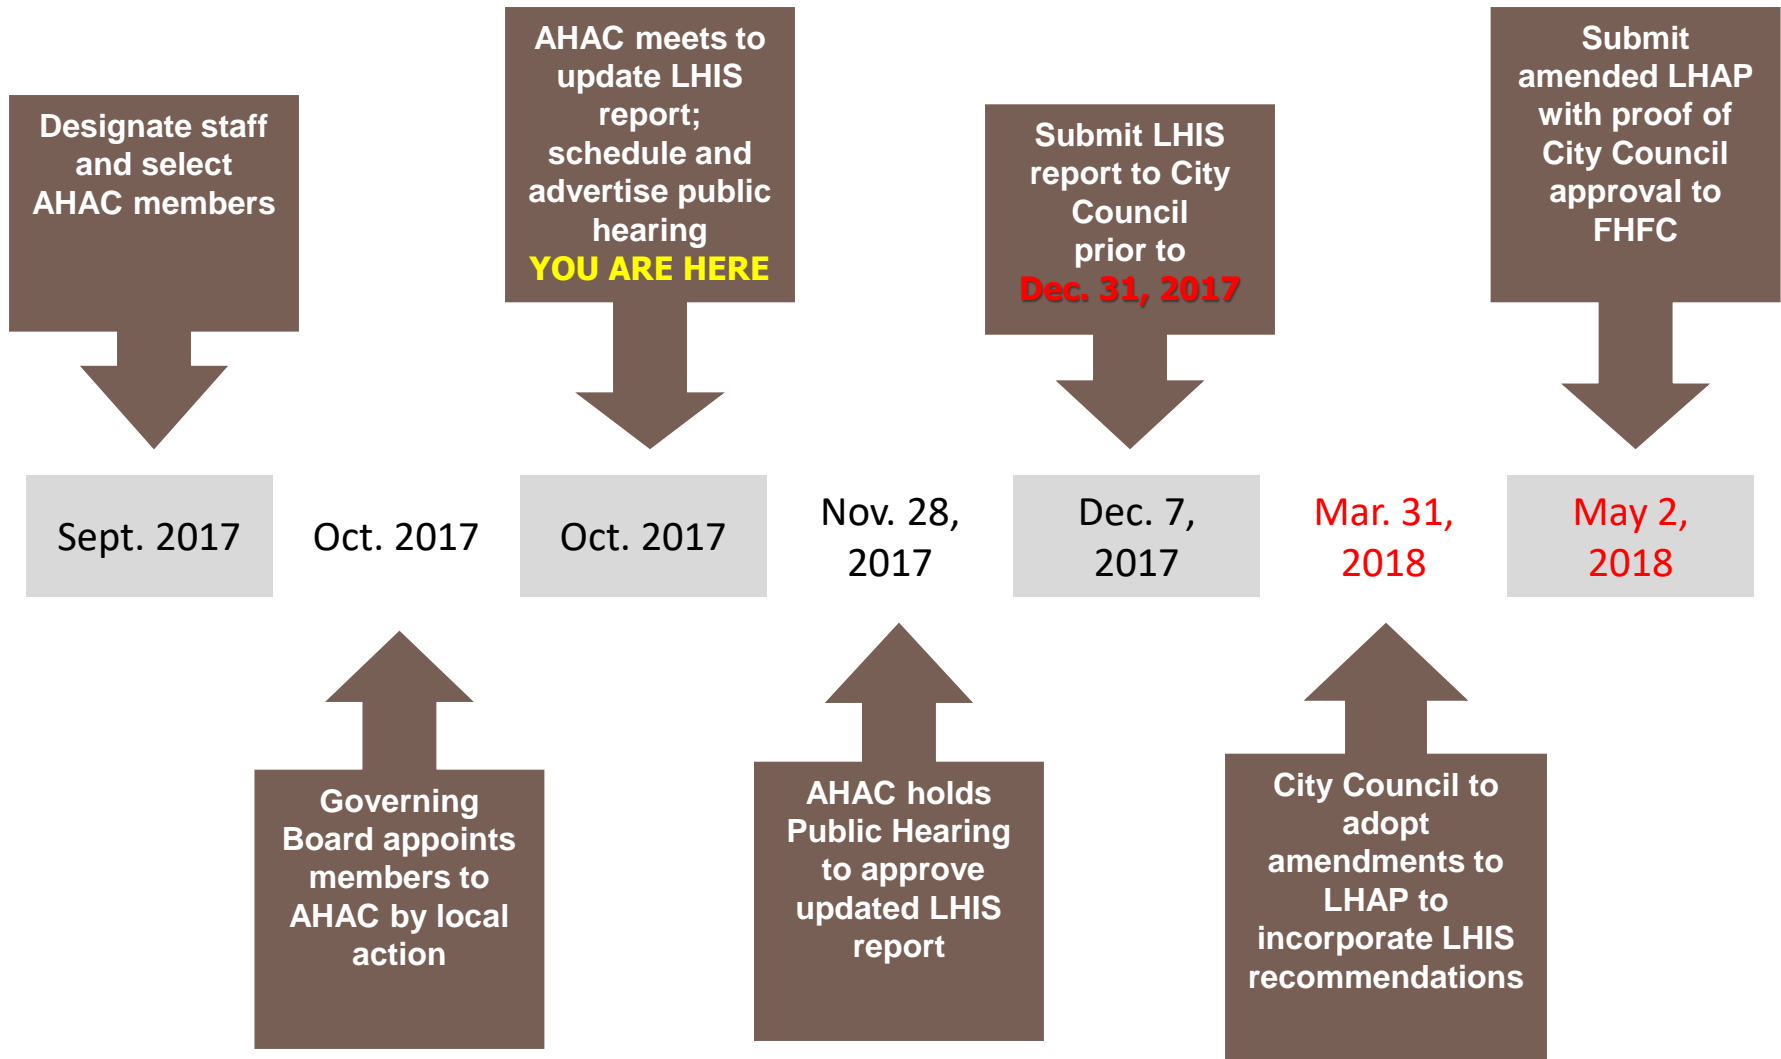 Designate staff
and select
AHAC members
AHAC meets to
update LHIS
report;
schedule and
advertise public
hearing
YOU ARE HERE
Submit LHIS
report to City
Council
prior to
Dec. 31, 2017
Submit
amended LHAP
with proof of
City Council
approval to
FHFC
Sept. 2017
Oct. 2017
Oct. 2017
Nov. 28,
2017
Dec. 7,
2017
Mar. 31,
2018
May 2,
2018
Governing
Board appoints
members to
AHAC by local
action
AHAC holds
Public Hearing
to approve
updated LHIS
report
City Council to
adopt
amendments to
LHAP to
incorporate LHIS
recommendations